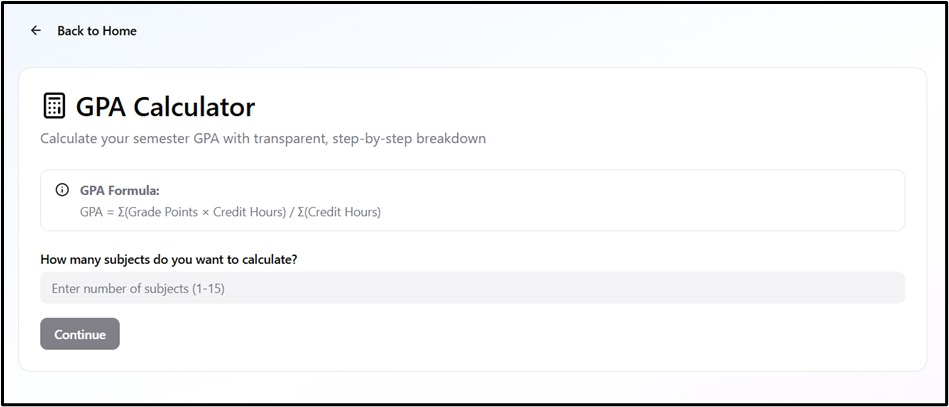 Back to Home
GPA Calculator
Calculate your semester GPA with transparent, step-by-step breakdown
GPA Formula:
GPA = Σ(Grade Points × Credit Hours) / Σ(Credit Hours)
How many subjects do you want to calculate?
Enter number of subjects (1-15)
Continue